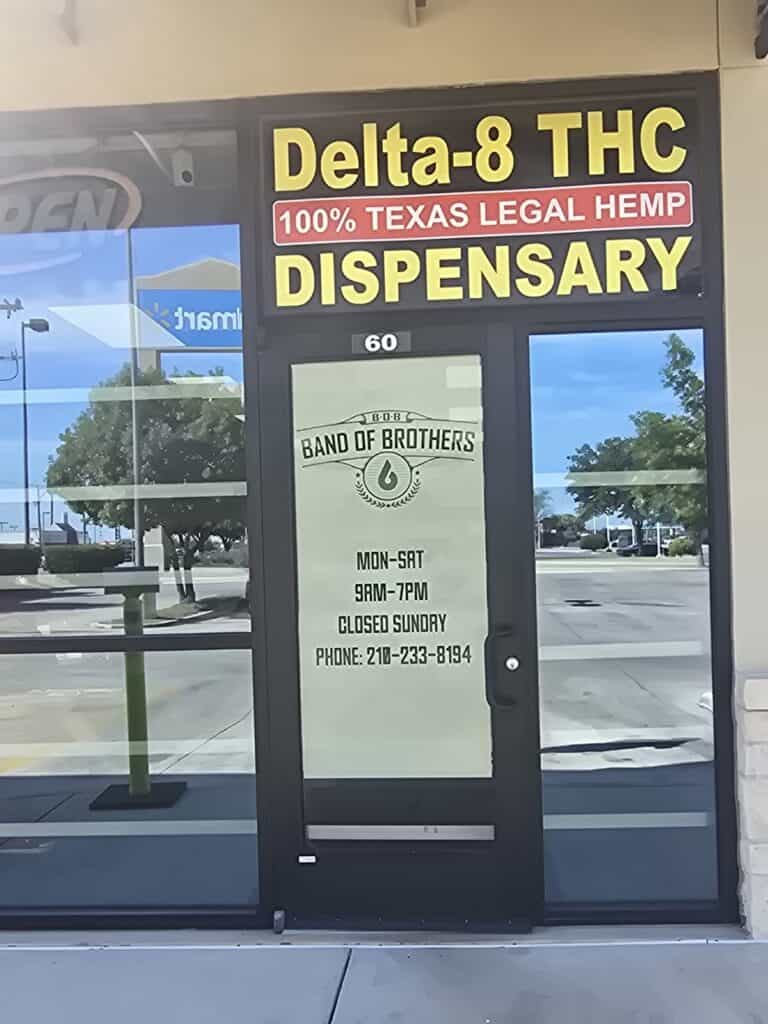 Delta-8 THC
100% TEXAS LEGAL HEMP
DISPENSARY
PEN
60
B·O·B
BAND OF BROTHERS
MON-SAT
9AM-7PM
CLOSED SUNDAY
PHONE: 210-233-8194